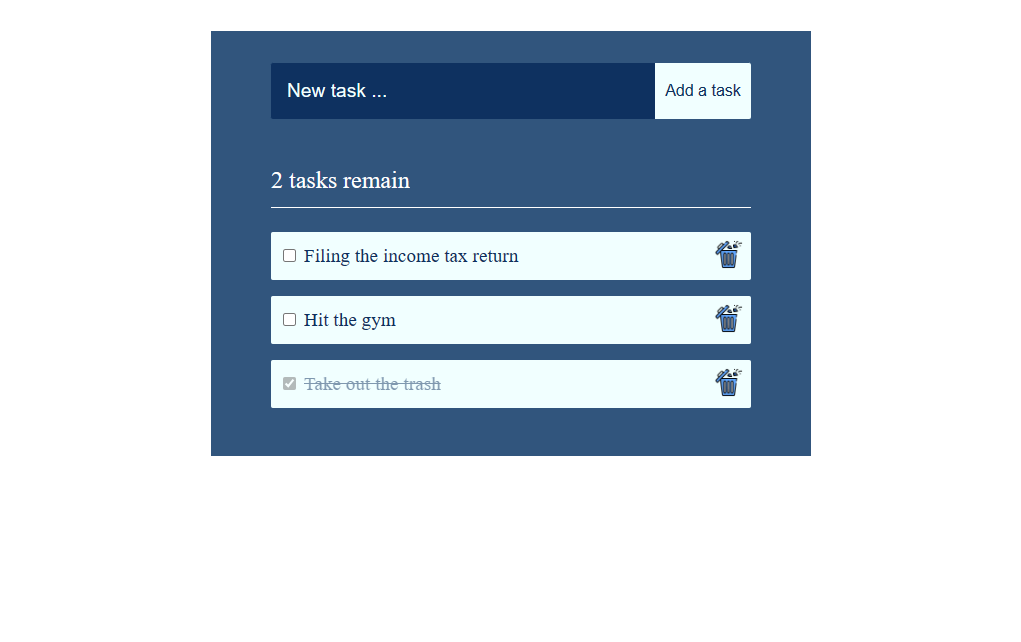 New task ...
Add a task
2 tasks remain
Filing the income tax return
Hit the gym
Take out the trash